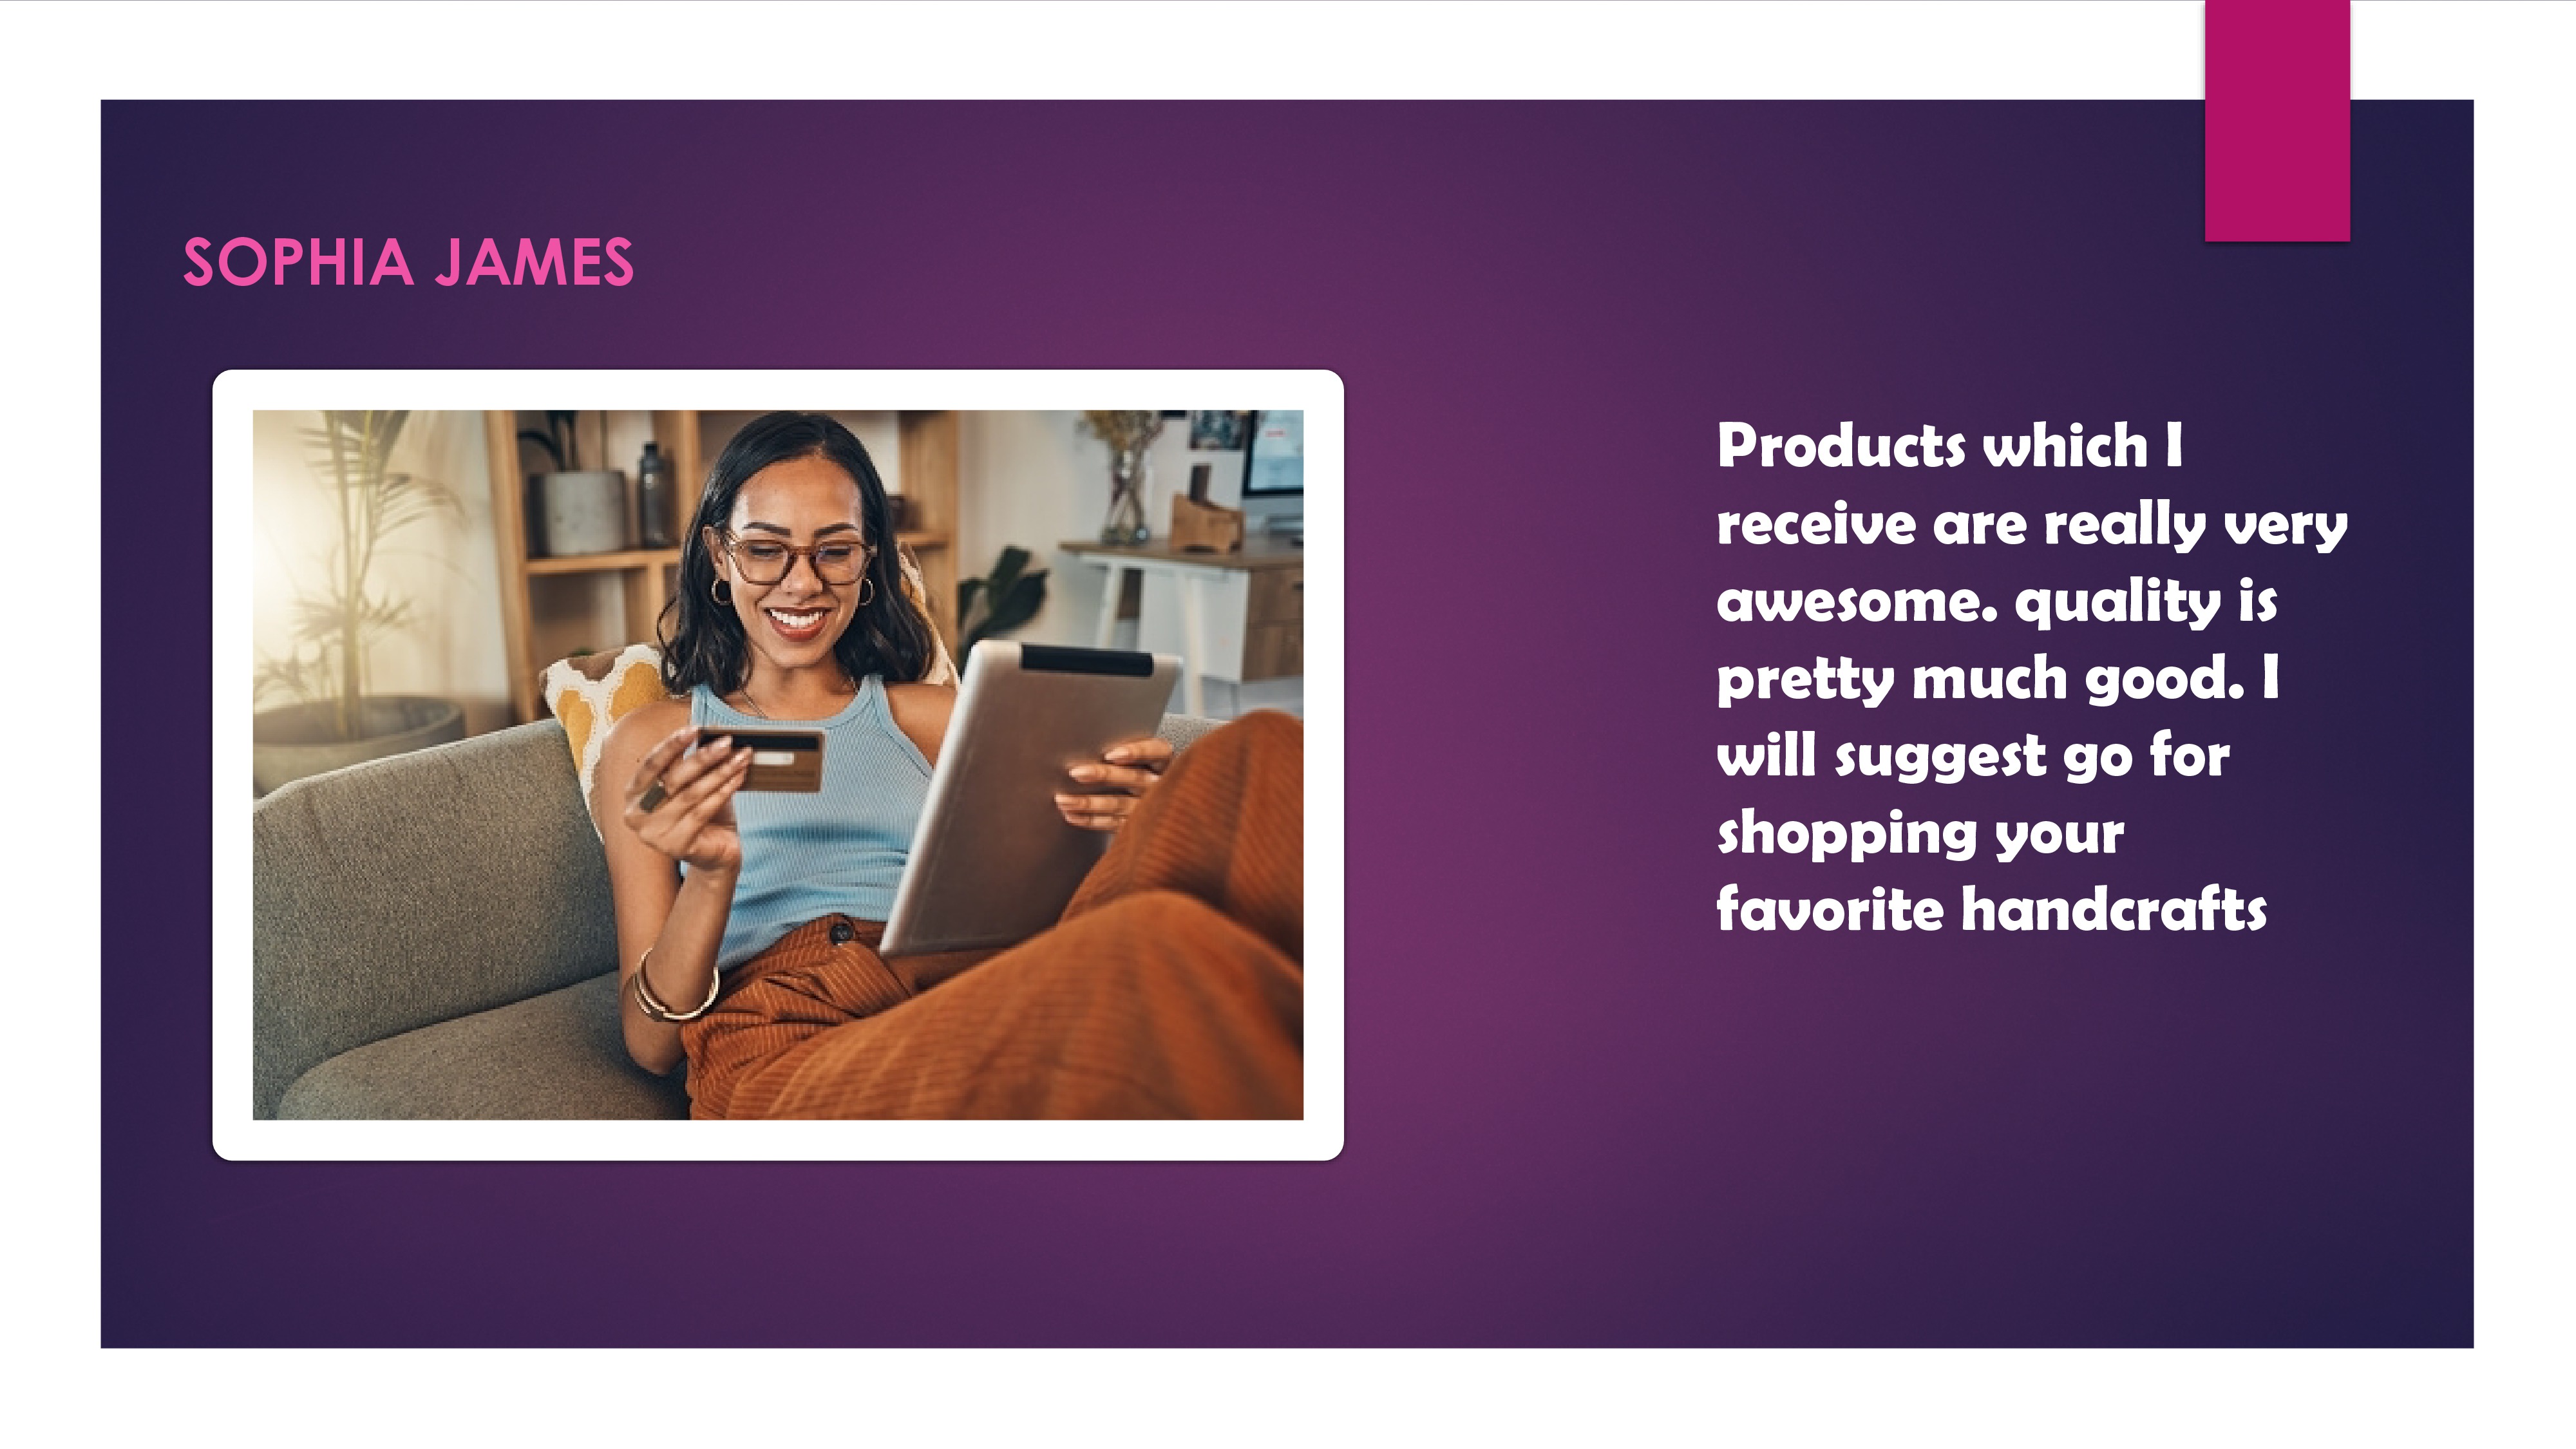 SOPHIA JAMES
Products which I
receive are really very
awesome. quality is
pretty much good. I
will suggest go for
shopping your
favorite handcrafts